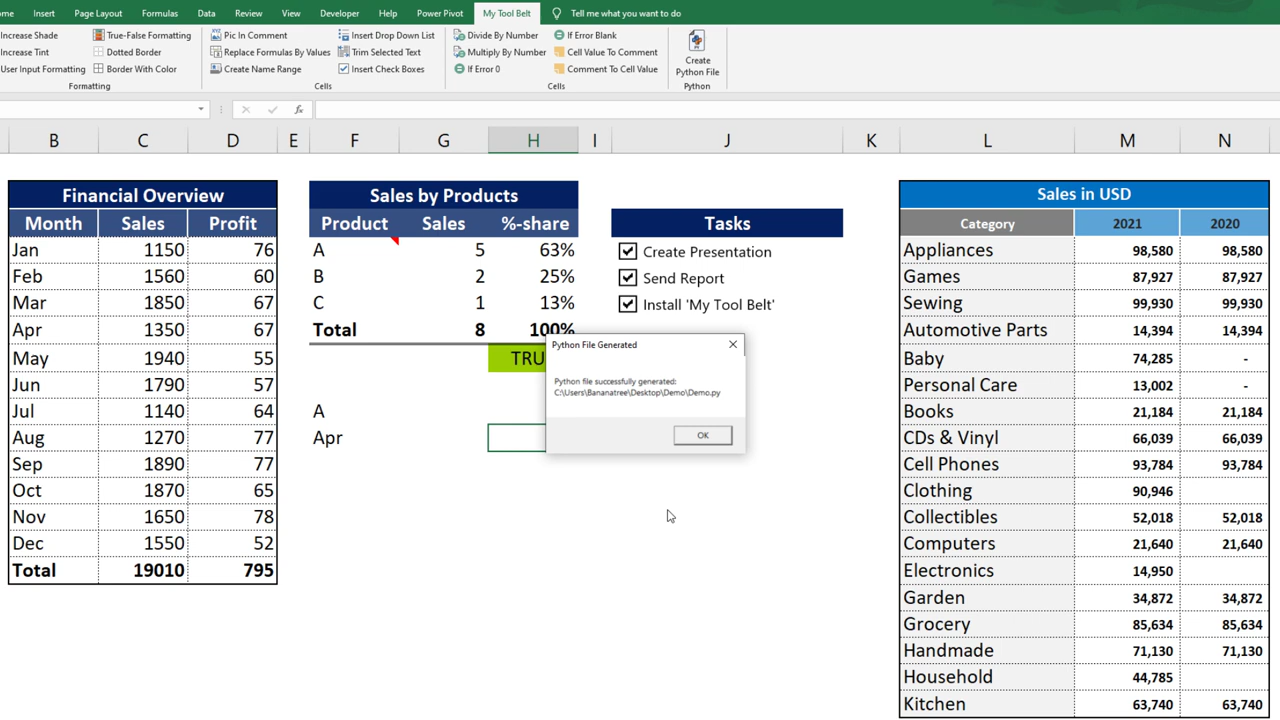 ome Insert Page Layout Formulas Data Review View Developer Help Power Pivot My Tool Belt Tell me what you want to do
Increase Shade True-False Formatting Pic In Comment Insert Drop Down List Divide By Number If Error Blank
Increase Tint Dotted Border Replace Formulas By Values Trim Selected Text Multiply By Number Cell Value To Comment Create
User Input Formatting Border With Color Create Name Range Insert Check Boxes If Error 0 Comment To Cell Value Python File
Formatting Cells Cells Python
fx
B C D E F G H I J K L M N
Financial Overview Sales by Products Sales in USD
Month Sales Profit Product Sales %-share Tasks Category 2021 2020
Jan 1150 76 A 5 63% Create Presentation Appliances 98,580 98,580
Feb 1560 60 B 2 25% Send Report Games 87,927 87,927
Mar 1850 67 C 1 13% Install 'My Tool Belt' Sewing 99,930 99,930
Apr 1350 67 Total 8 100% Automotive Parts 14,394 14,394
Python File Generated
May 1940 55 TRU Baby 74,285 -
Python file successfully generated:
Jun 1790 57 Personal Care 13,002 -
C:\Users\Bananatree\Desktop\Demo\Demo.py
Jul 1140 64 A Books 21,184 21,184
Aug 1270 77 Apr OK CDs & Vinyl 66,039 66,039
Sep 1890 77 Cell Phones 93,784 93,784
Oct 1870 65 Clothing 90,946
Nov 1650 78 Collectibles 52,018 52,018
Dec 1550 52 Computers 21,640 21,640
Total 19010 795 Electronics 14,950
Garden 34,872 34,872
Grocery 85,634 85,634
Handmade 71,130 71,130
Household 44,785
Kitchen 63,740 63,740